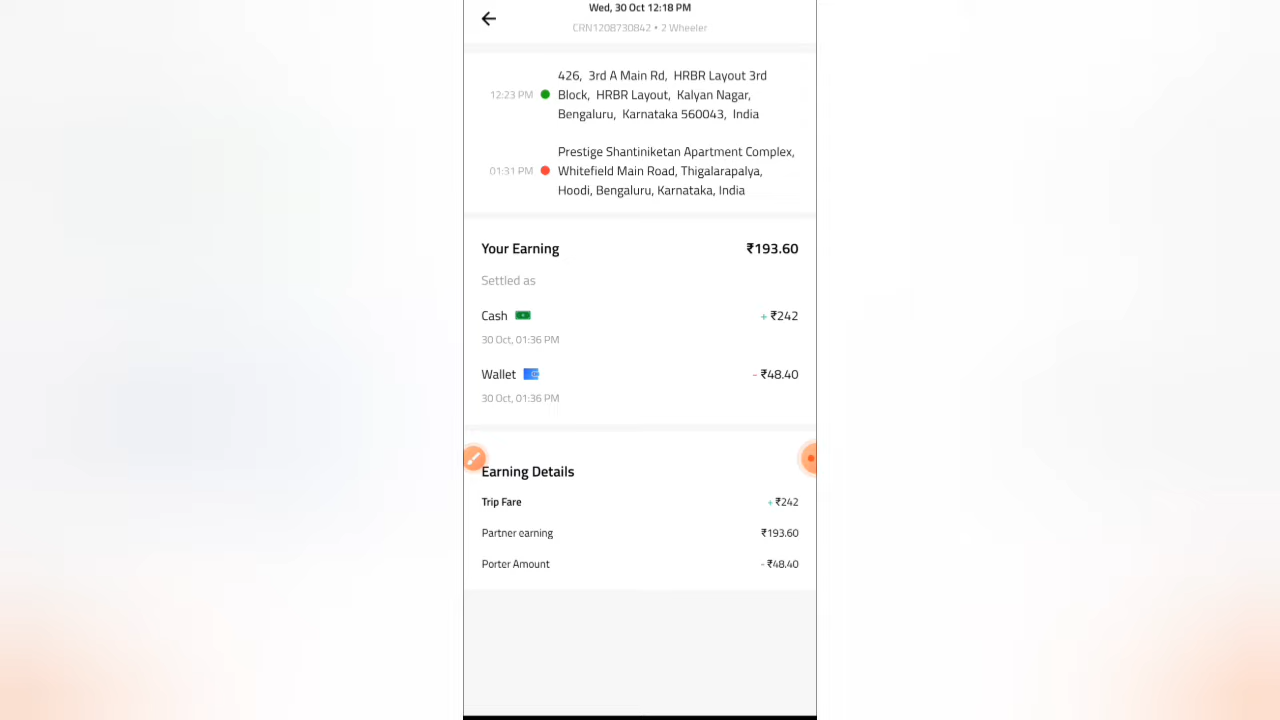 Wed, 30 Oct 12:18 PM
CRN1208730842 • 2 Wheeler
12:23 PM
426, 3rd A Main Rd, HRBR Layout 3rd
Block, HRBR Layout, Kalyan Nagar,
Bengaluru, Karnataka 560043, India
01:31 PM
Prestige Shantiniketan Apartment Complex,
Whitefield Main Road, Thigalarapalya,
Hoodi, Bengaluru, Karnataka, India
Your Earning ₹193.60
Settled as
Cash + ₹242
30 Oct, 01:36 PM
Wallet - ₹48.40
30 Oct, 01:36 PM
Earning Details
Trip Fare + ₹242
Partner earning ₹193.60
Porter Amount - ₹48.40